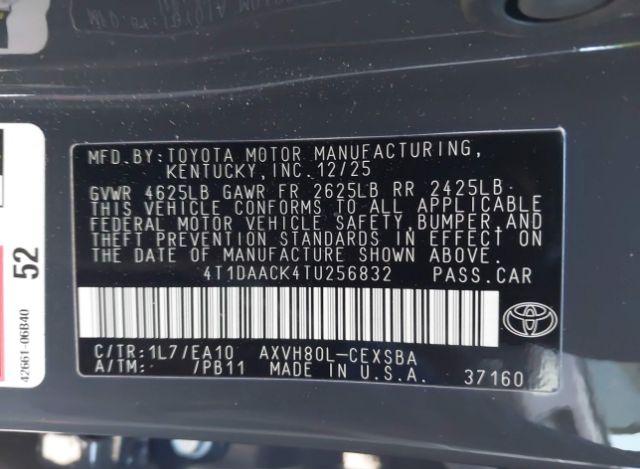 MFD.BY:TOYOTA MOTOR MANUFACTURING,
KENTUCKY,INC.12/25
GVWR 4625LB GAWR FR 2625LB RR 2425LB
THIS VEHICLE CONFORMS TO ALL APPLICABLE
FEDERAL MOTOR VEHICLE SAFETY,BUMPER,AND
THEFT PREVENTION STANDARDS IN EFFECT ON
THE DATE OF MANUFACTURE SHOWN ABOVE.
4T1DAACK4TU256832 PASS.CAR
C/TR:1L7/EA10 AXVH80L-CEXSBA
A/TM: /PB11 MADE IN U.S.A. 37160
52
42661-06B40